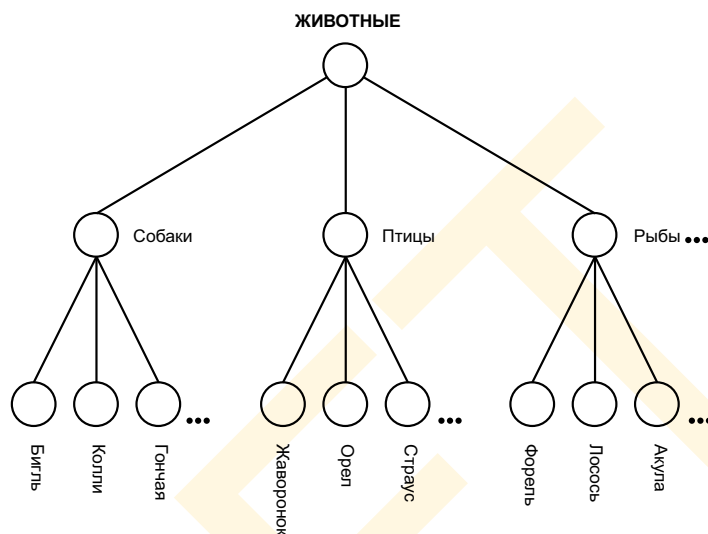 ЖИВОТНЫЕ
Собаки
Птицы
Рыбы ...
Бигль
Колли
Гончая
...
Жаворонок
Орел
Страус
...
Форель
Лосось
Акула
...